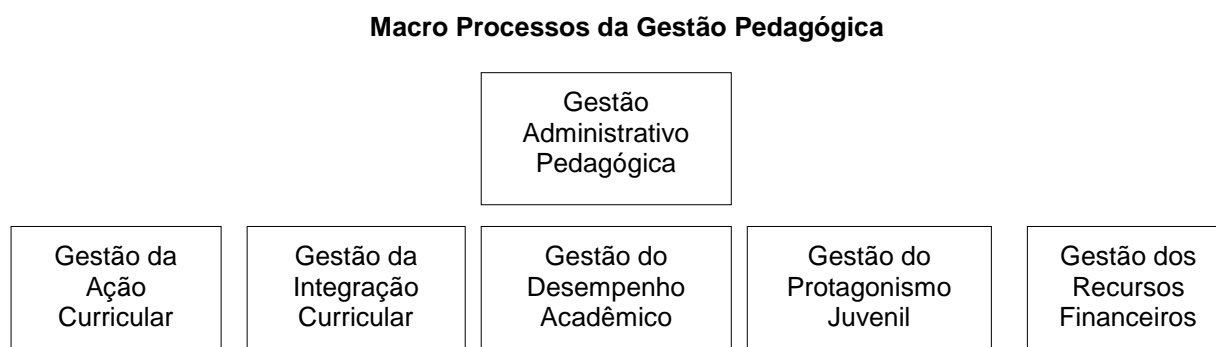 Macro Processos da Gestão Pedagógica
Gestão
Administrativo
Pedagógica
Gestão da
Ação
Curricular
Gestão da
Integração
Curricular
Gestão do
Desempenho
Acadêmico
Gestão do
Protagonismo
Juvenil
Gestão dos
Recursos
Financeiros